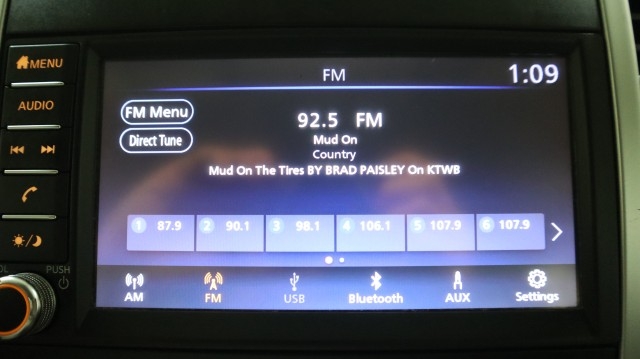 MENU
AUDIO
VOL
PUSH
FM
1:09
FM Menu
Direct Tune
92.5 FM
Mud On
Country
Mud On The Tires BY BRAD PAISLEY On KTWB
1 87.9 2 90.1 3 98.1 4 106.1 5 107.9 6 107.9
AM FM USB Bluetooth AUX Settings